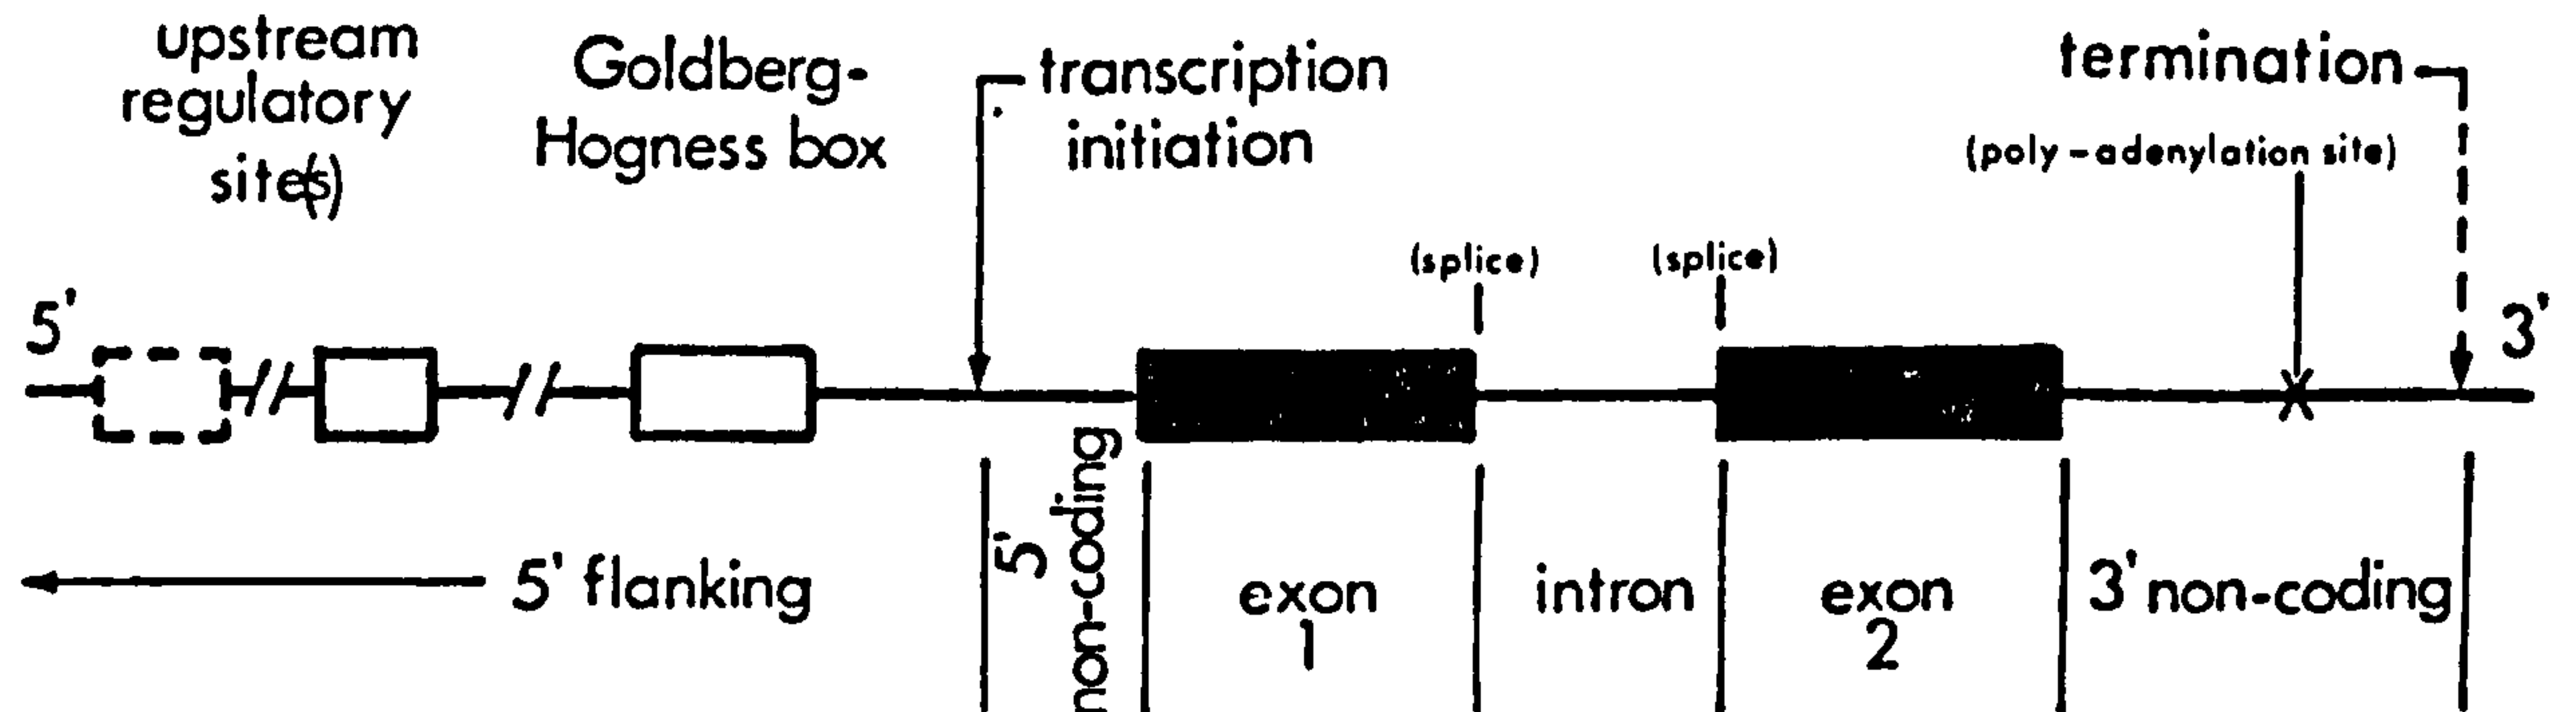 upstream
regulatory
site(s)
Goldberg-
Hogness box
transcription
initiation
termination
(poly-adenylation site)
(splice)
(splice)
5'
3'
5' flanking
5'
non-coding
exon
1
intron
exon
2
3' non-coding